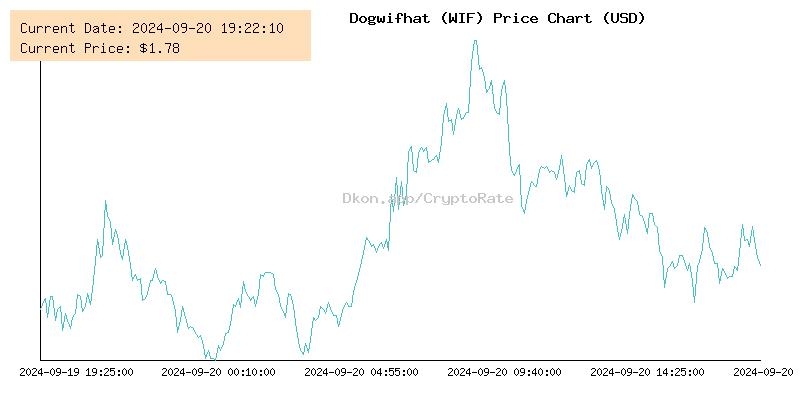 Dogwifhat (WIF) Price Chart (USD)
Current Date: 2024-09-20 19:22:10
Current Price: $1.78
Dkon.app/CryptoRate
2024-09-19 19:25:00
2024-09-20 00:10:00
2024-09-20 04:55:00
2024-09-20 09:40:00
2024-09-20 14:25:00
2024-09-20